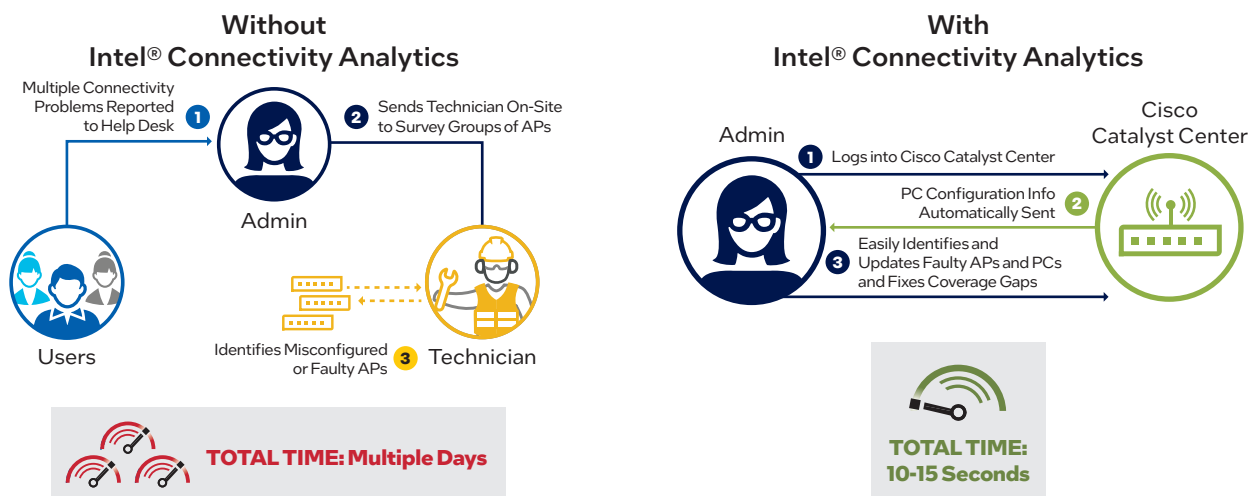 Without
Intel® Connectivity Analytics
Multiple Connectivity
Problems Reported
to Help Desk
1
2
Sends Technician On-Site
to Survey Groups of APs
Admin
Users
Identifies Misconfigured
or Faulty APs
3
Technician
TOTAL TIME: Multiple Days
With
Intel® Connectivity Analytics
Admin
Cisco
Catalyst Center
1
Logs into Cisco Catalyst Center
PC Configuration Info
Automatically Sent
2
3
Easily Identifies and
Updates Faulty APs and PCs
and Fixes Coverage Gaps
TOTAL TIME:
10-15 Seconds